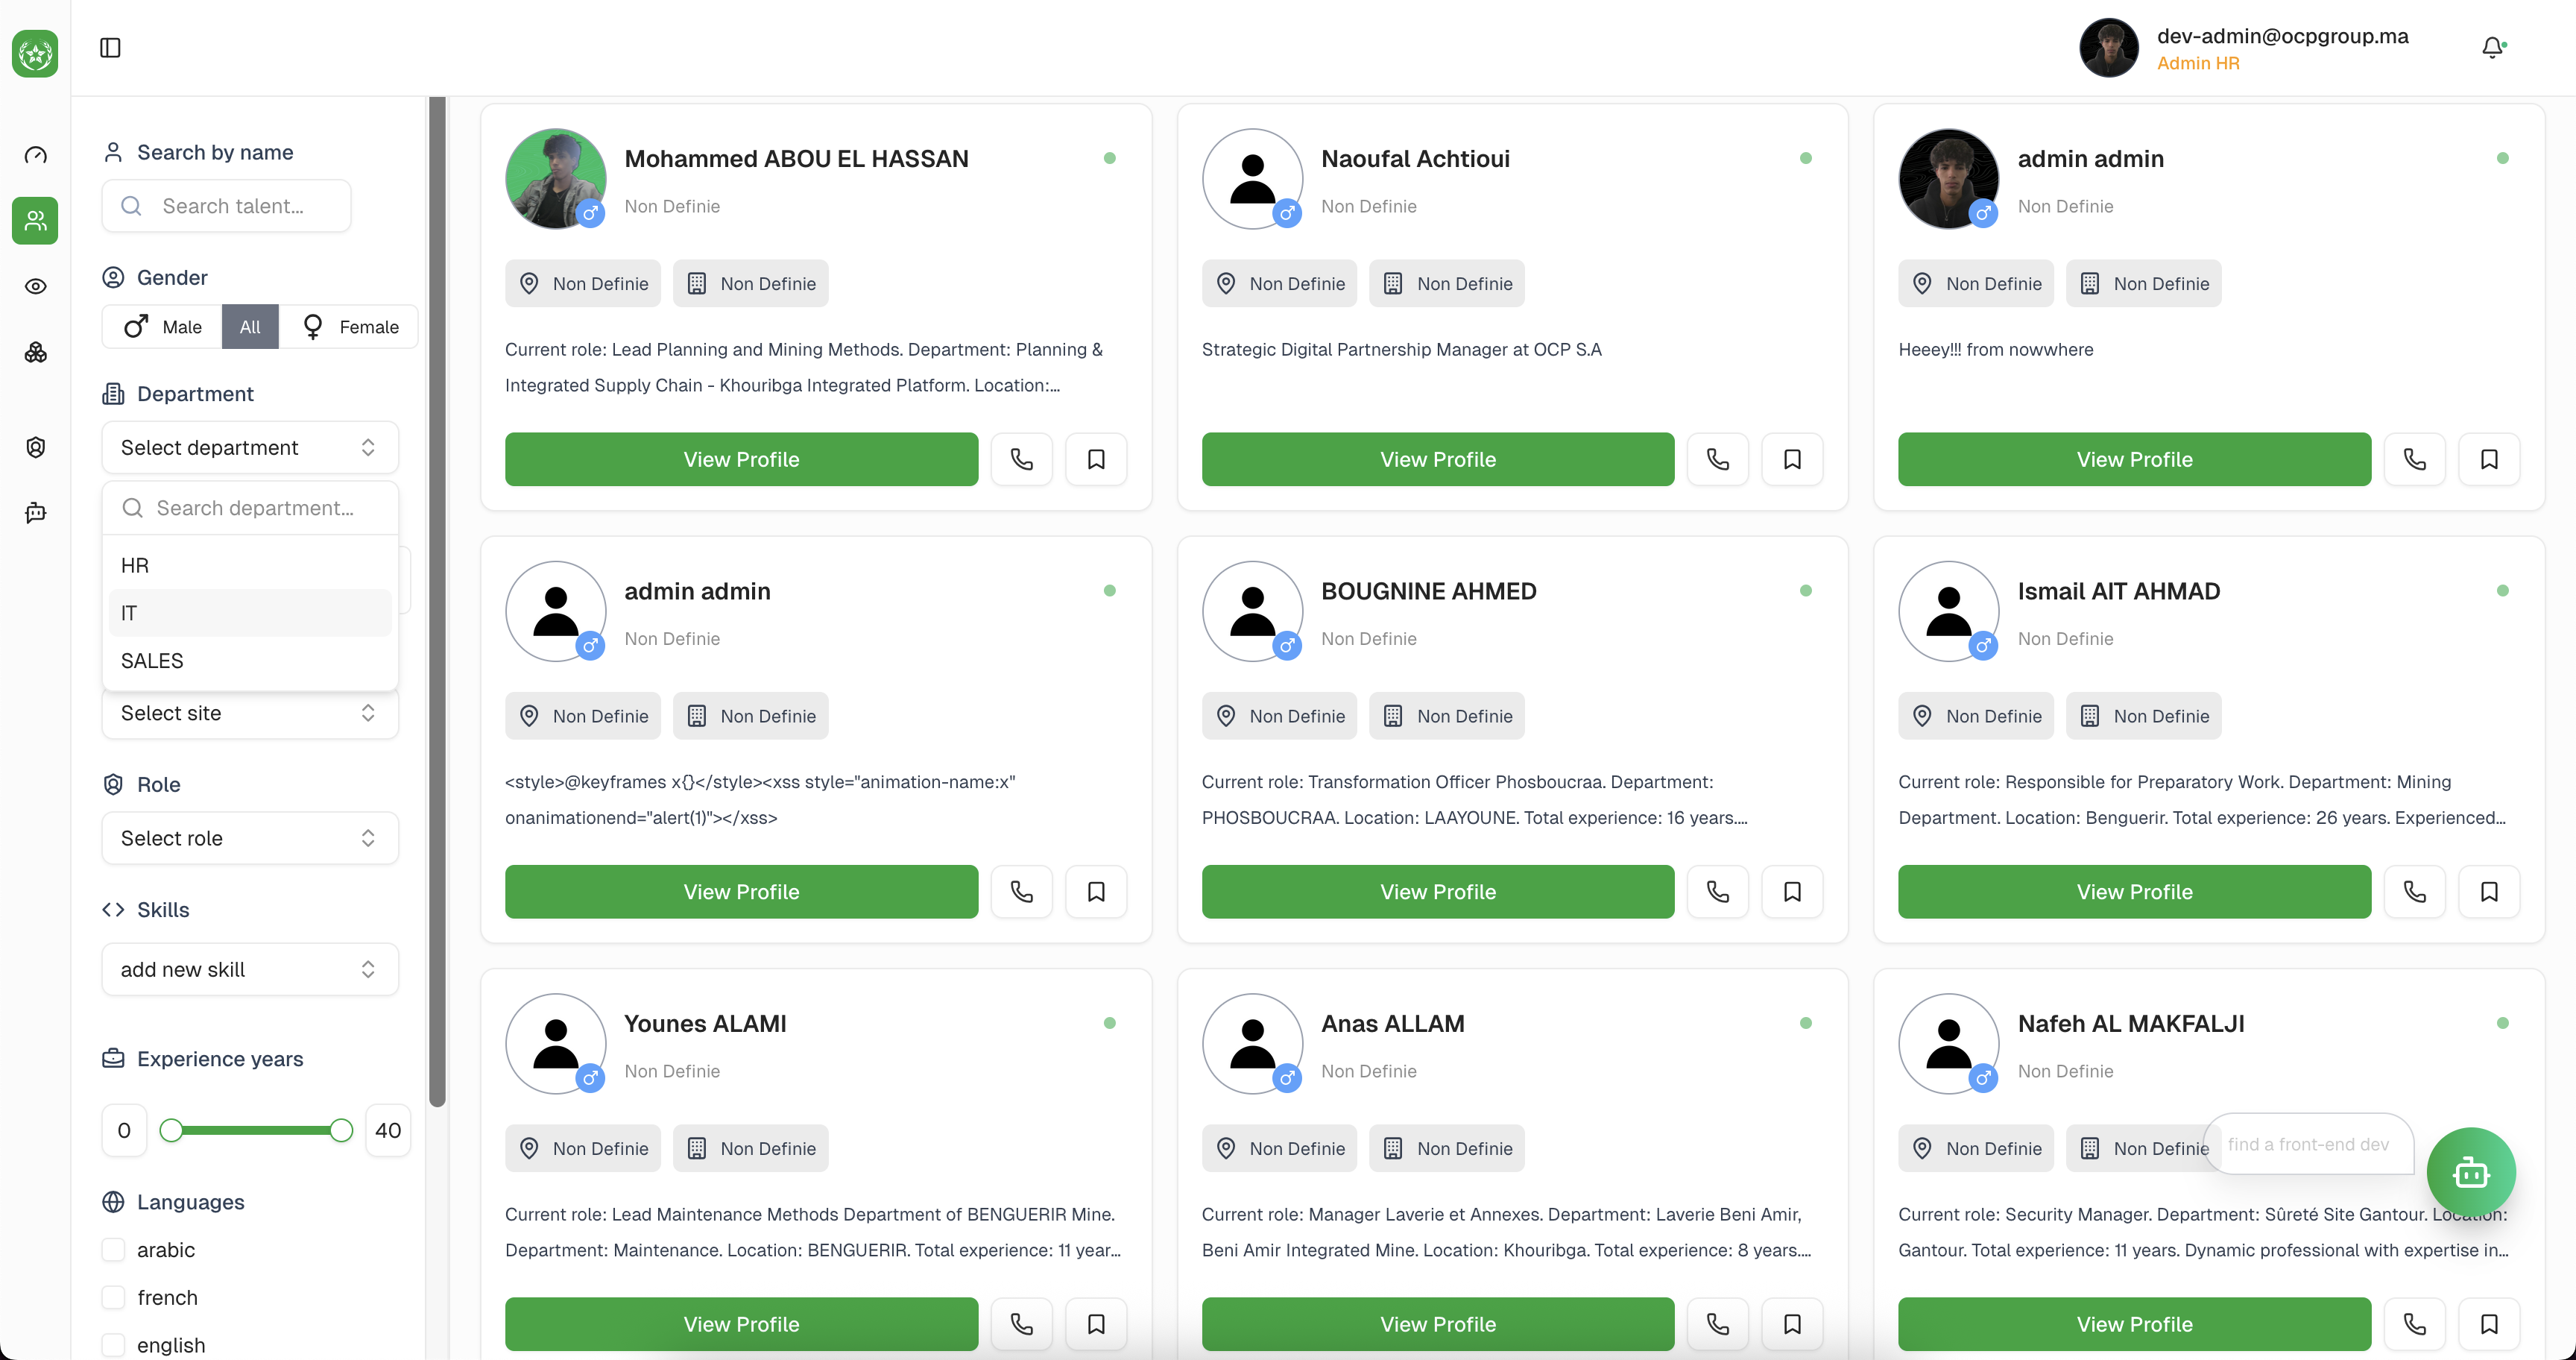 dev-admin@ocpgroup.ma
Admin HR
Search by name
Search talent...
Gender
Male
All
Female
Department
Select department
Search department...
HR
IT
SALES
Select site
Role
Select role
Skills
add new skill
Experience years
0
40
Languages
arabic
french
english
Mohammed ABOU EL HASSAN
Non Definie
Non Definie
Non Definie
Current role: Lead Planning and Mining Methods. Department: Planning &
Integrated Supply Chain - Khouribga Integrated Platform. Location:...
View Profile
Naoufal Achtioui
Non Definie
Non Definie
Non Definie
Strategic Digital Partnership Manager at OCP S.A
View Profile
admin admin
Non Definie
Non Definie
Non Definie
Heeey!!! from nowwhere
View Profile
admin admin
Non Definie
Non Definie
Non Definie
&lt;style&gt;@keyframes x{}&lt;/style&gt;&lt;xss style="animation-name:x"
onanimationend="alert(1)"&gt;&lt;/xss&gt;
View Profile
BOUGNINE AHMED
Non Definie
Non Definie
Non Definie
Current role: Transformation Officer Phosboucraa. Department:
PHOSBOUCRAA. Location: LAAYOUNE. Total experience: 16 years....
View Profile
Ismail AIT AHMAD
Non Definie
Non Definie
Non Definie
Current role: Responsible for Preparatory Work. Department: Mining
Department. Location: Benguerir. Total experience: 26 years. Experienced...
View Profile
Younes ALAMI
Non Definie
Non Definie
Non Definie
Current role: Lead Maintenance Methods Department of BENGUERIR Mine.
Department: Maintenance. Location: BENGUERIR. Total experience: 11 year...
View Profile
Anas ALLAM
Non Definie
Non Definie
Non Definie
Current role: Manager Laverie et Annexes. Department: Laverie Beni Amir,
Beni Amir Integrated Mine. Location: Khouribga. Total experience: 8 years....
View Profile
Nafeh AL MAKFALJI
Non Definie
Non Definie
Non Definie
find a front-end dev
Current role: Security Manager. Department: Sûreté Site Gantour. Location:
Gantour. Total experience: 11 years. Dynamic professional with expertise in...
View Profile